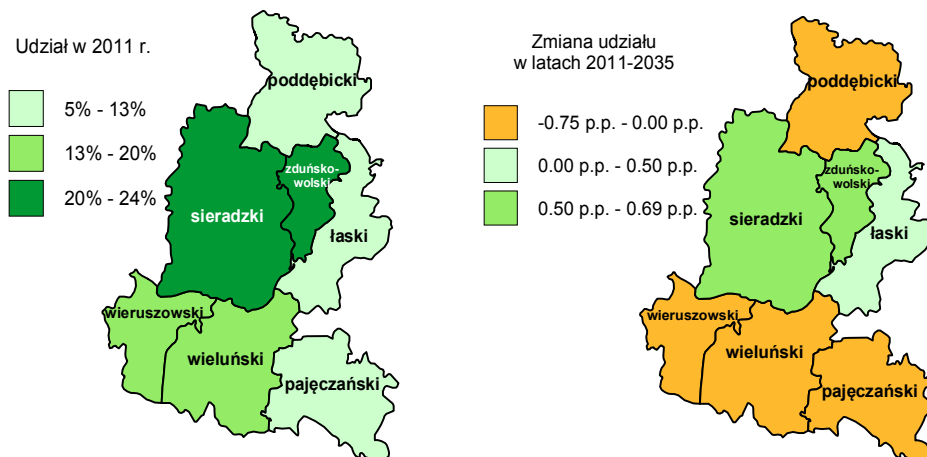 Udział w 2011 r.
5% - 13%
13% - 20%
20% - 24%
poddębicki
zduńsko-
wolski
sieradzki
łaski
wieruszowski
wieluński
pajęczański
Zmiana udziału
w latach 2011-2035
-0.75 p.p. - 0.00 p.p.
0.00 p.p. - 0.50 p.p.
0.50 p.p. - 0.69 p.p.
poddębicki
zduńsko-
wolski
sieradzki
łaski
wieruszowski
wieluński
pajęczański